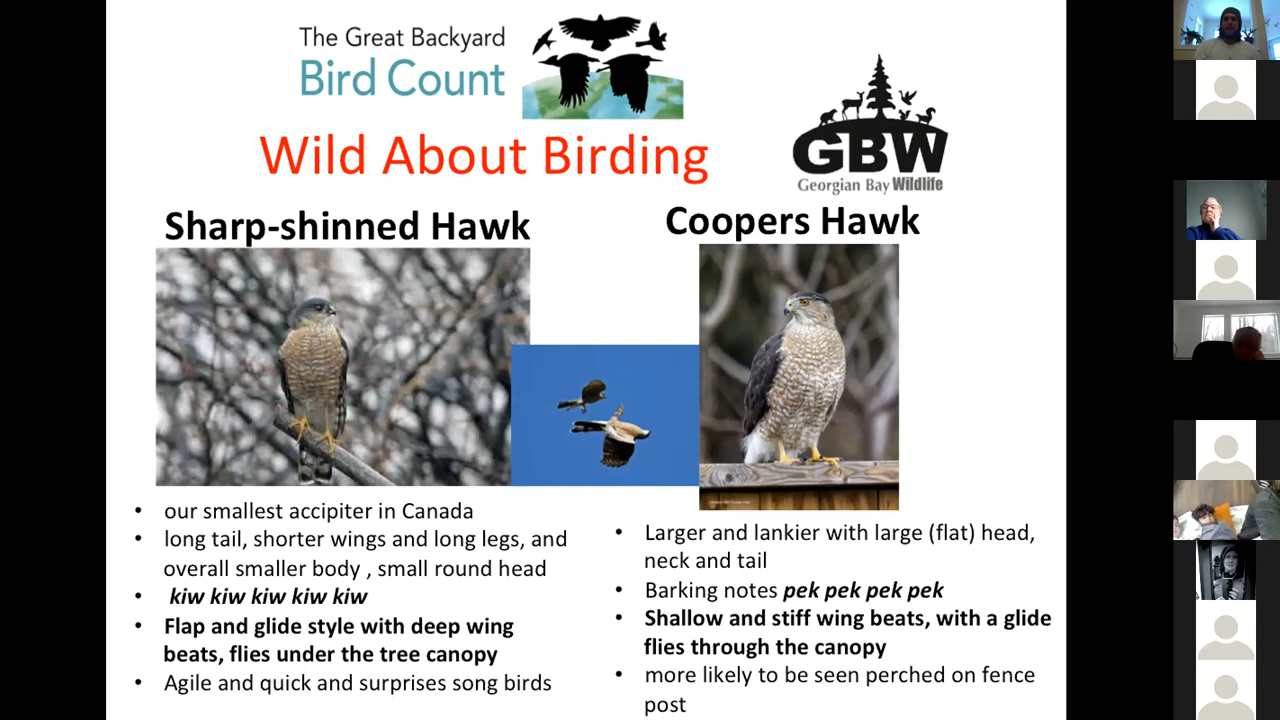 The Great Backyard
Bird Count
Wild About Birding
GBW
Georgian Bay Wildlife
Sharp-shinned Hawk
our smallest accipiter in Canada
long tail, shorter wings and long legs, and
overall smaller body , small round head
kiw kiw kiw kiw kiw
Flap and glide style with deep wing
beats, flies under the tree canopy
Agile and quick and surprises song birds
Coopers Hawk
Larger and lankier with large (flat) head,
neck and tail
Barking notes pek pek pek pek
Shallow and stiff wing beats, with a glide
flies through the canopy
more likely to be seen perched on fence
post